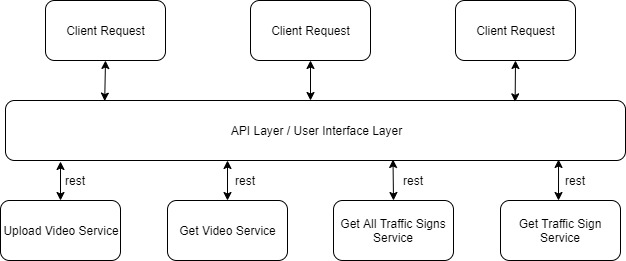 Client Request
Client Request
Client Request
API Layer / User Interface Layer
rest
rest
rest
rest
Upload Video Service
Get Video Service
Get All Traffic Signs
Service
Get Traffic Sign
Service